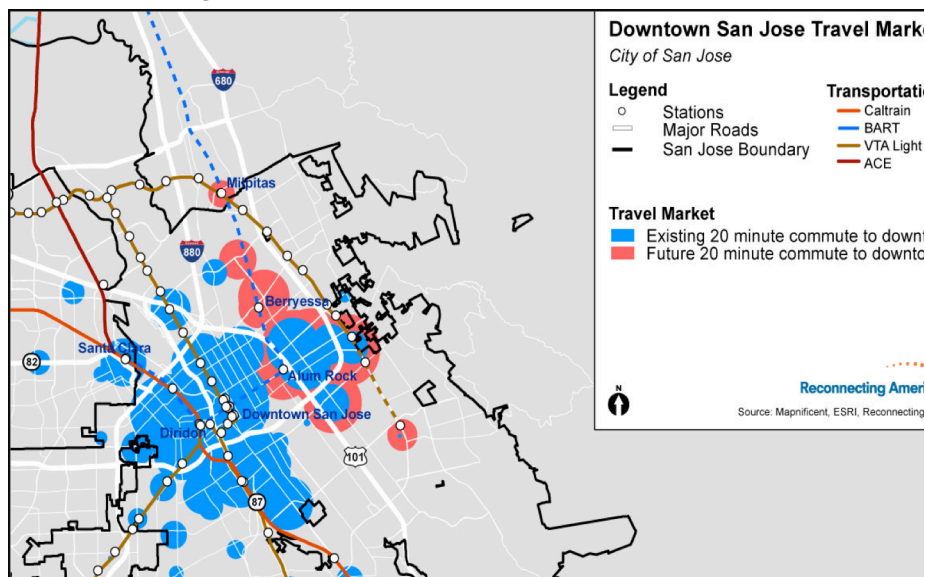 Downtown San Jose Travel Marke
City of San Jose
Legend
Stations
Major Roads
San Jose Boundary
Transportatio
Caltrain
BART
VTA Light
ACE
Travel Market
Existing 20 minute commute to downt
Future 20 minute commute to downto
N
Reconnecting Ameri
Source: Mapnificent, ESRI, Reconnecting
680
Milpitas
880
Berryessa
Santa Clara
82
Alum Rock
Downtown San Jose
Diridon
101
87